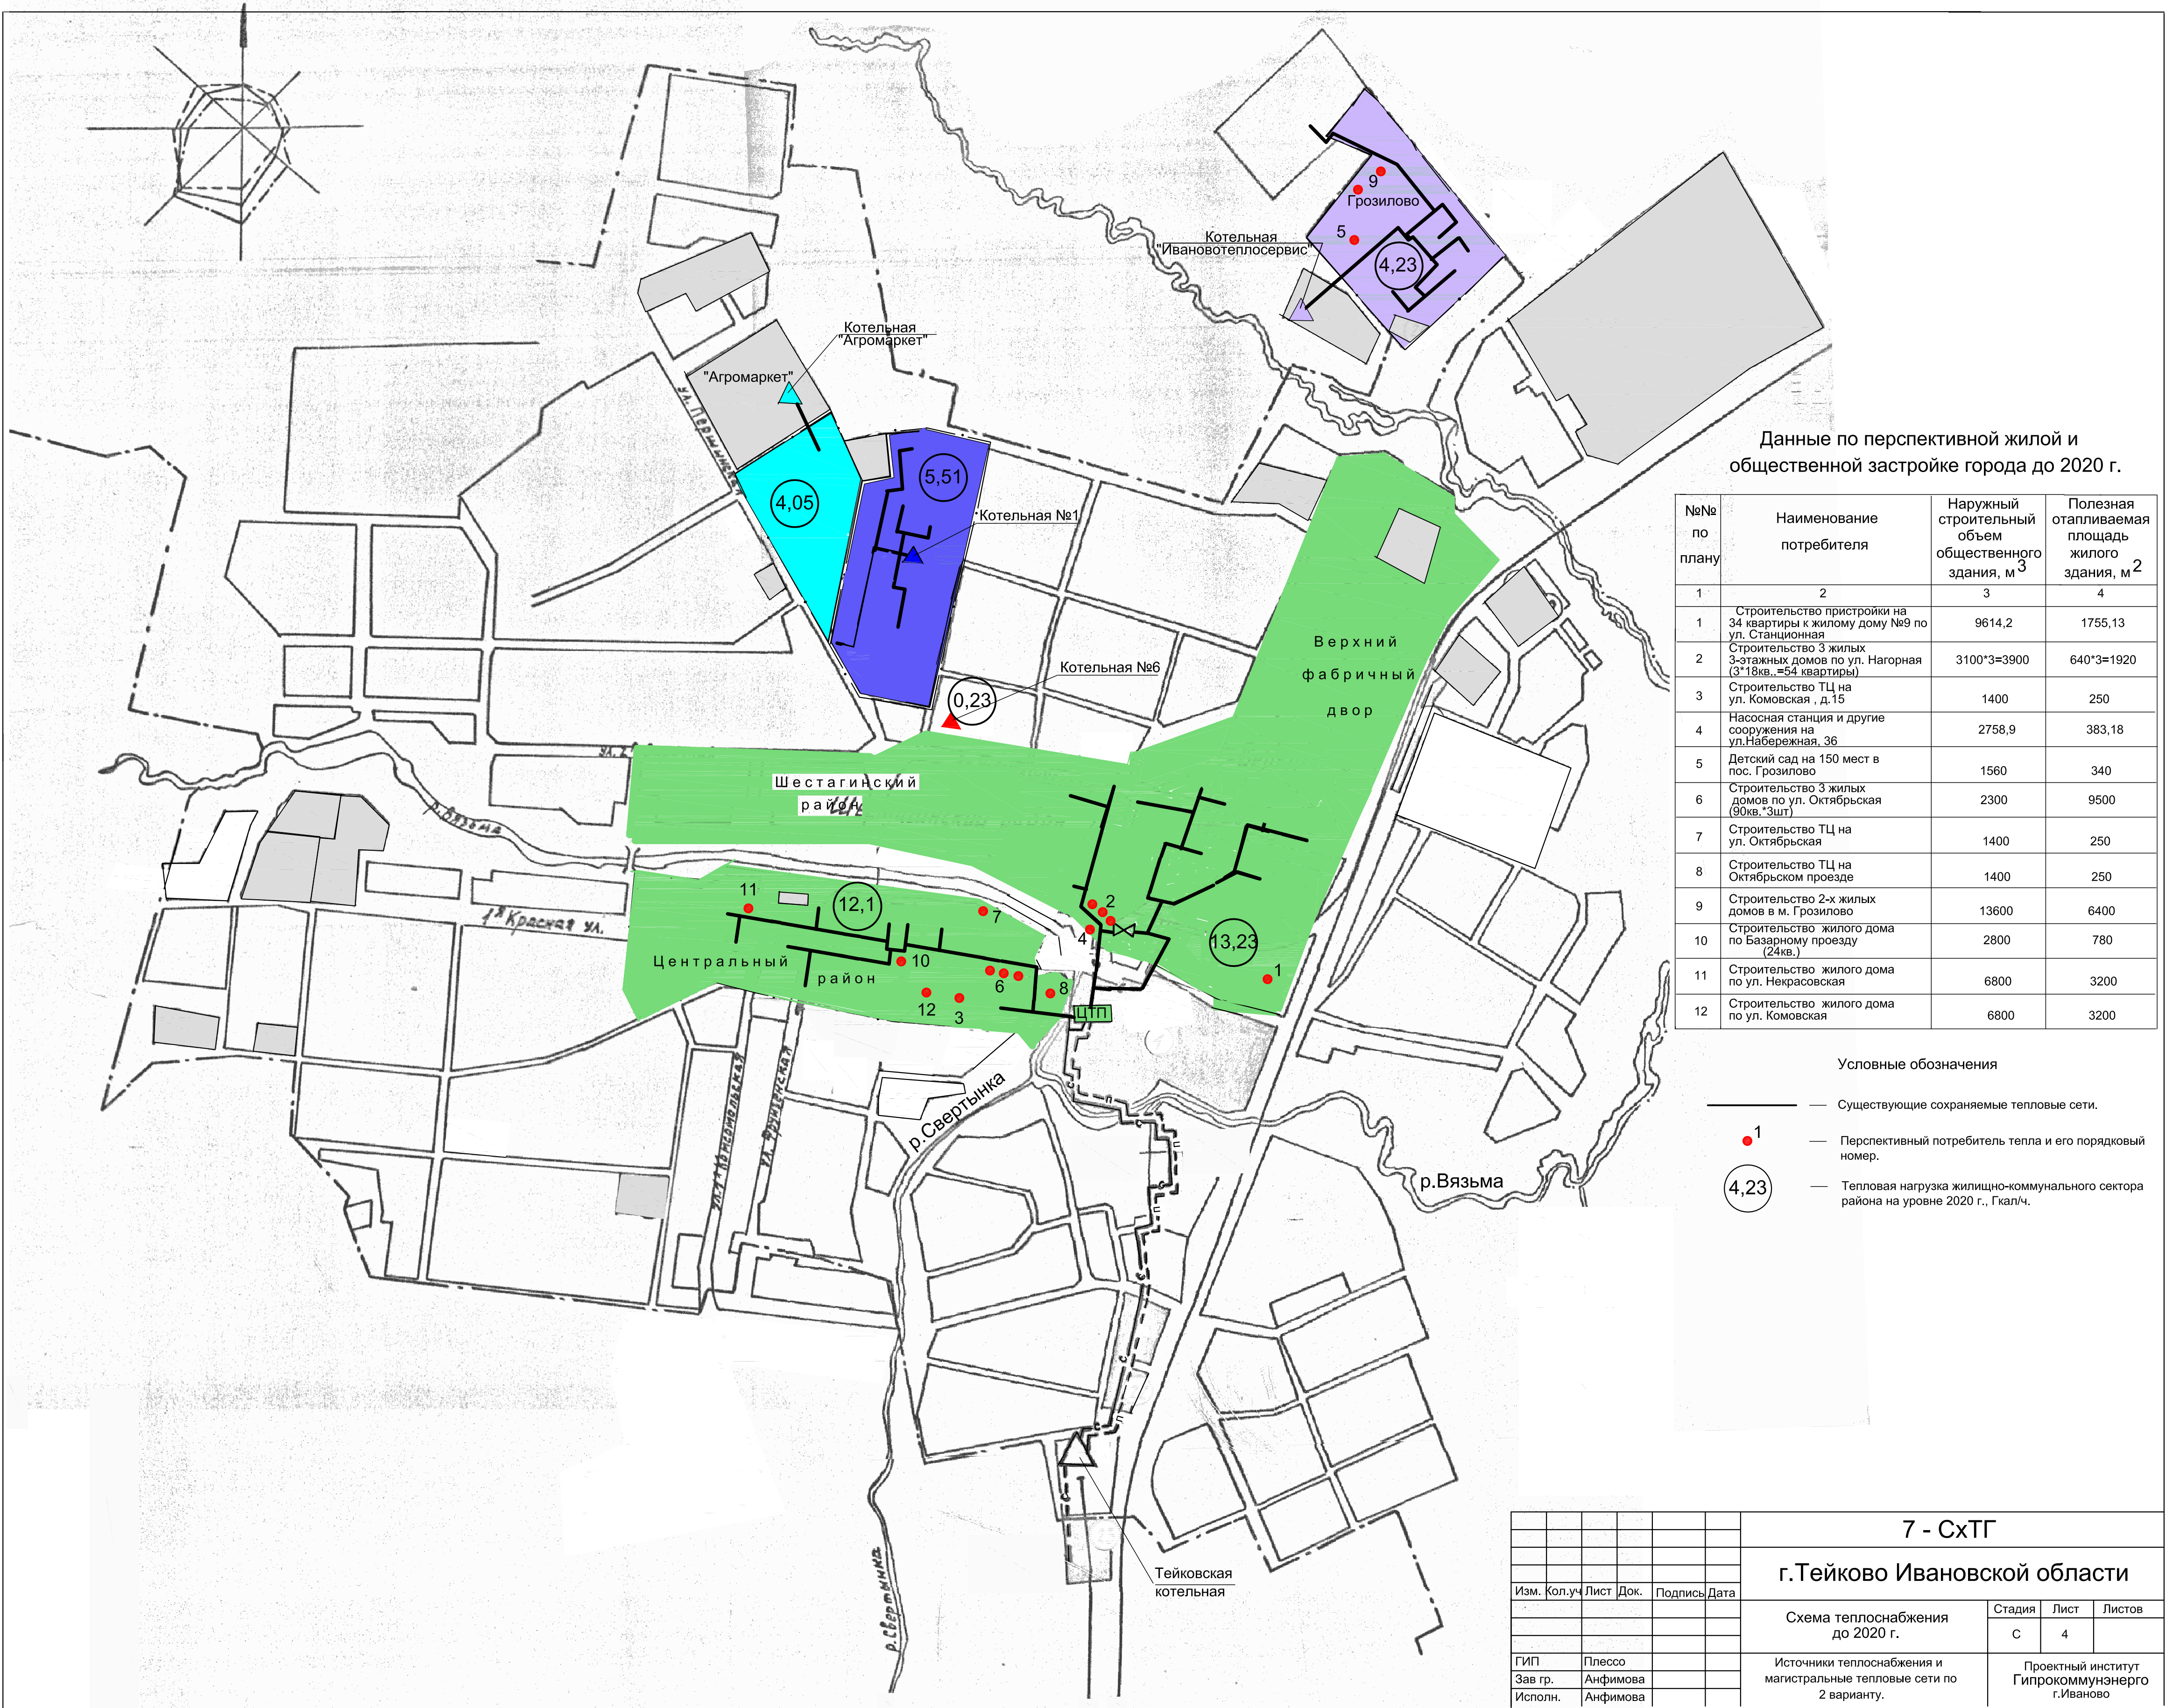 Котельная
"Ивановотеплосервис"
9
Грозилово
5
4,23
Котельная
"Агромаркет"
"Агромаркет"
ул. Першинская
4,05
5,51
Котельная №1
Котельная №6
0,23
Верхний
фабричный
двор
Шестагинский
район
р.Вязьма
1я Красная ул.
11
12,1
7
2
4
13,23
1
Центральный
район
10
6
12
3
8
ЦТП
ул. 1я Комсомольская
ул. Фрунзенская
р.Свертынка
р.Вязьма
р.Свертынка
Тейковская
котельная
Данные по перспективной жилой и
общественной застройке города до 2020 г.
№№ по плану | Наименование потребителя | Наружный строительный объем общественного здания, м3 | Полезная отапливаемая площадь жилого здания, м2
1 2 3 4
1 Строительство пристройки на 34 квартиры к жилому дому №9 по ул. Станционная 9614,2 1755,13
2 Строительство 3 жилых 3-этажных домов по ул. Нагорная (3*18кв..=54 квартиры) 3100*3=3900 640*3=1920
3 Строительство ТЦ на ул. Комовская , д.15 1400 250
4 Насосная станция и другие сооружения на ул.Набережная, 36 2758,9 383,18
5 Детский сад на 150 мест в пос. Грозилово 1560 340
6 Строительство 3 жилых домов по ул. Октябрьская (90кв.*3шт) 2300 9500
7 Строительство ТЦ на ул. Октябрьская 1400 250
8 Строительство ТЦ на Октябрьском проезде 1400 250
9 Строительство 2-х жилых домов в м. Грозилово 13600 6400
10 Строительство жилого дома по Базарному проезду (24кв.) 2800 780
11 Строительство жилого дома по ул. Некрасовская 6800 3200
12 Строительство жилого дома по ул. Комовская 6800 3200
Условные обозначения
— Существующие сохраняемые тепловые сети.
1 — Перспективный потребитель тепла и его порядковый
номер.
4,23 — Тепловая нагрузка жилищно-коммунального сектора
района на уровне 2020 г., Гкал/ч.
7 - СхТГ
г.Тейково Ивановской области
Изм. Кол.уч Лист Док. Подпись Дата
Схема теплоснабжения
до 2020 г.
Стадия Лист Листов
С 4
ГИП Плессо
Зав гр. Анфимова
Исполн. Анфимова
Источники теплоснабжения и
магистральные тепловые сети по
2 варианту.
Проектный институт
Гипрокоммунэнерго
г.Иваново